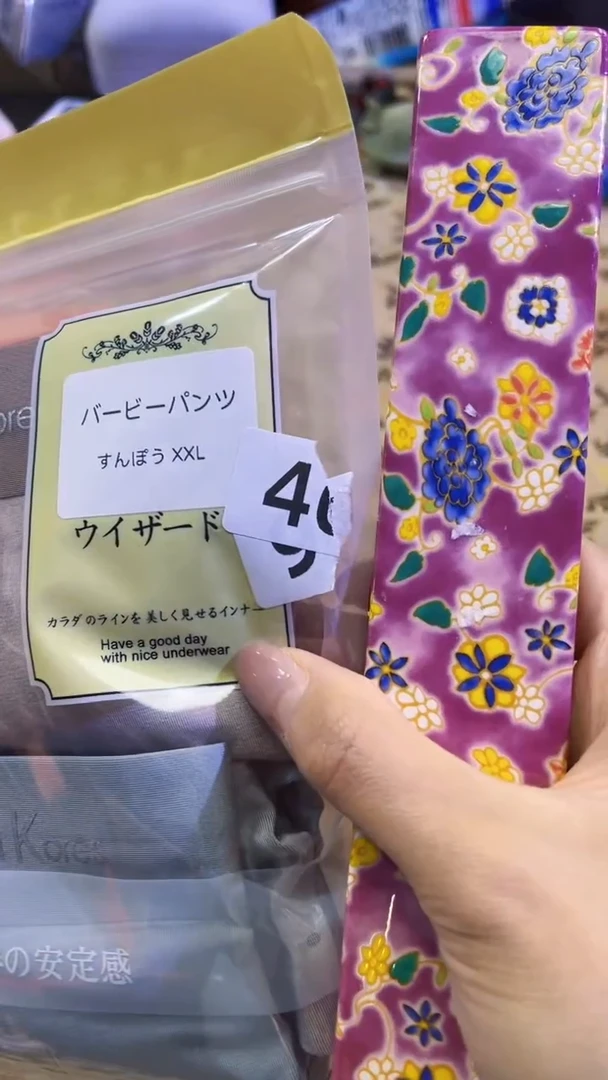 バービーパンツ
すんぽう XXL
4
ウイザード
カラダのラインを美しく見せるインナー
Have a good day
with nice underwear
Kore
の安定感